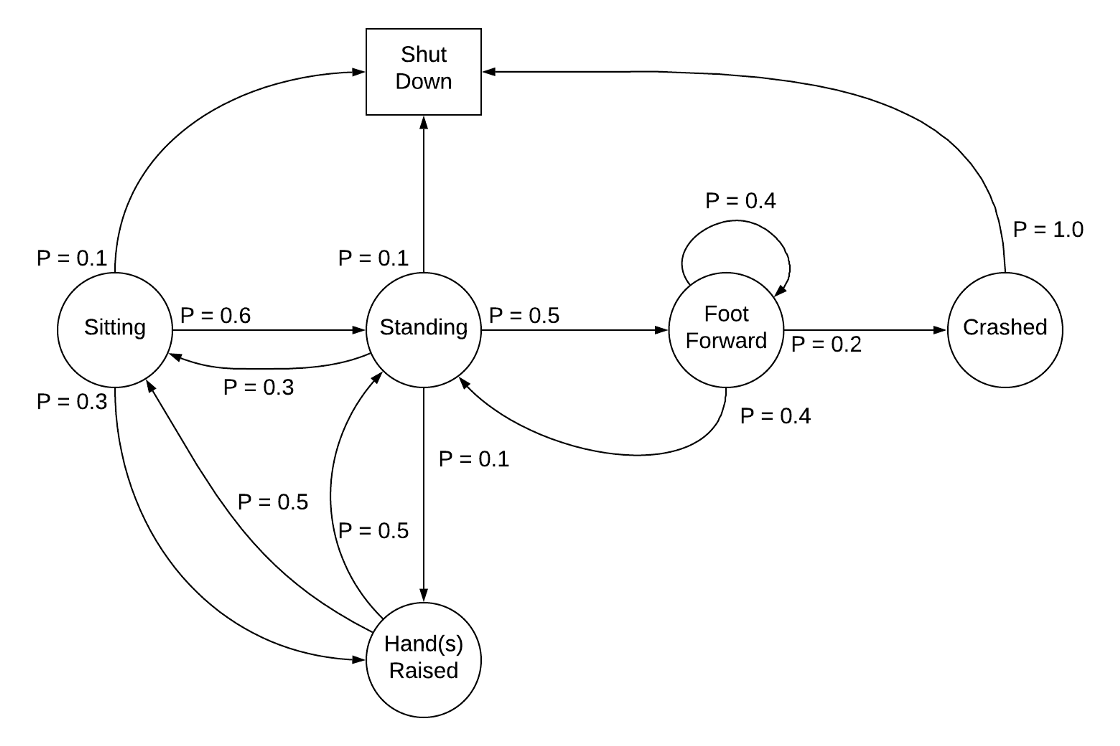 Shut
Down
P = 0.4
P = 1.0
P = 0.1
P = 0.1
Sitting
P = 0.6
Standing
P = 0.5
Foot
Forward
P = 0.2
Crashed
P = 0.3
P = 0.3
P = 0.4
P = 0.1
P = 0.5
P = 0.5
Hand(s)
Raised